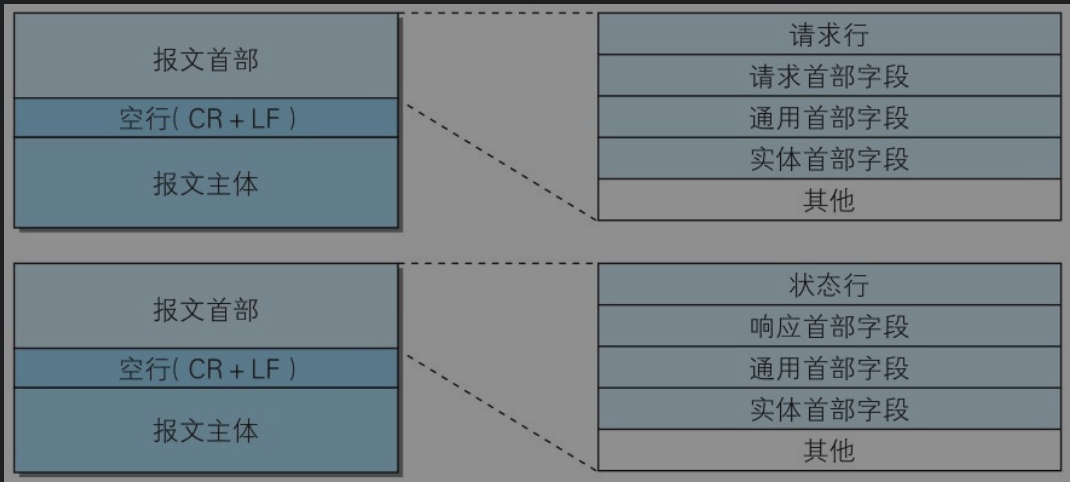 报文首部
空行( CR + LF )
报文主体
请求行
请求首部字段
通用首部字段
实体首部字段
其他
报文首部
空行( CR + LF )
报文主体
状态行
响应首部字段
通用首部字段
实体首部字段
其他